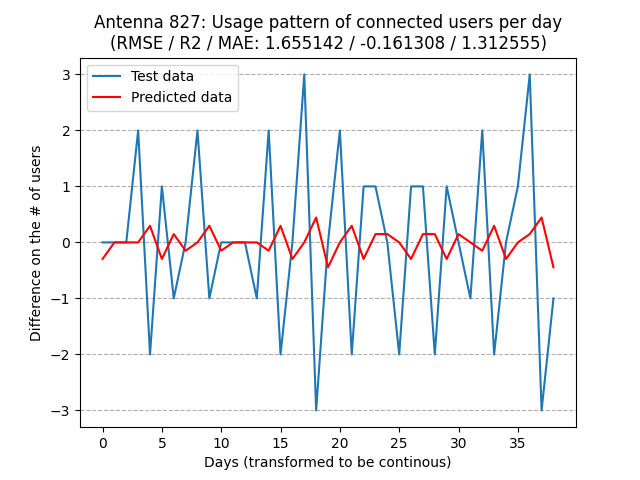 Antenna 827: Usage pattern of connected users per day
(RMSE / R2 / MAE: 1.655142 / -0.161308 / 1.312555)
Test data
Predicted data
Difference on the # of users
3
2
1
0
−1
−2
−3
0 5 10 15 20 25 30 35
Days (transformed to be continous)